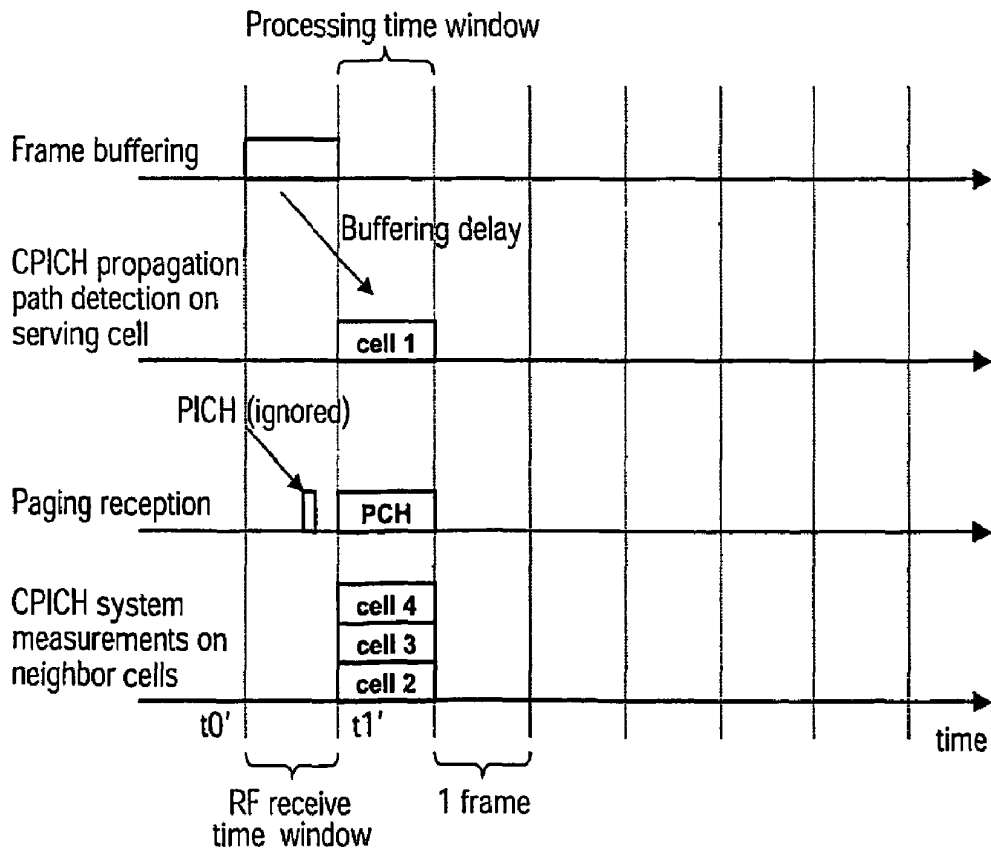 Processing time window
Frame buffering
Buffering delay
CPICH propagation
path detection on
serving cell
cell 1
PICH (ignored)
Paging reception
PCH
CPICH system
measurements on
neighbor cells
cell 4
cell 3
cell 2
t0'
t1'
time
RF receive
time window
1 frame